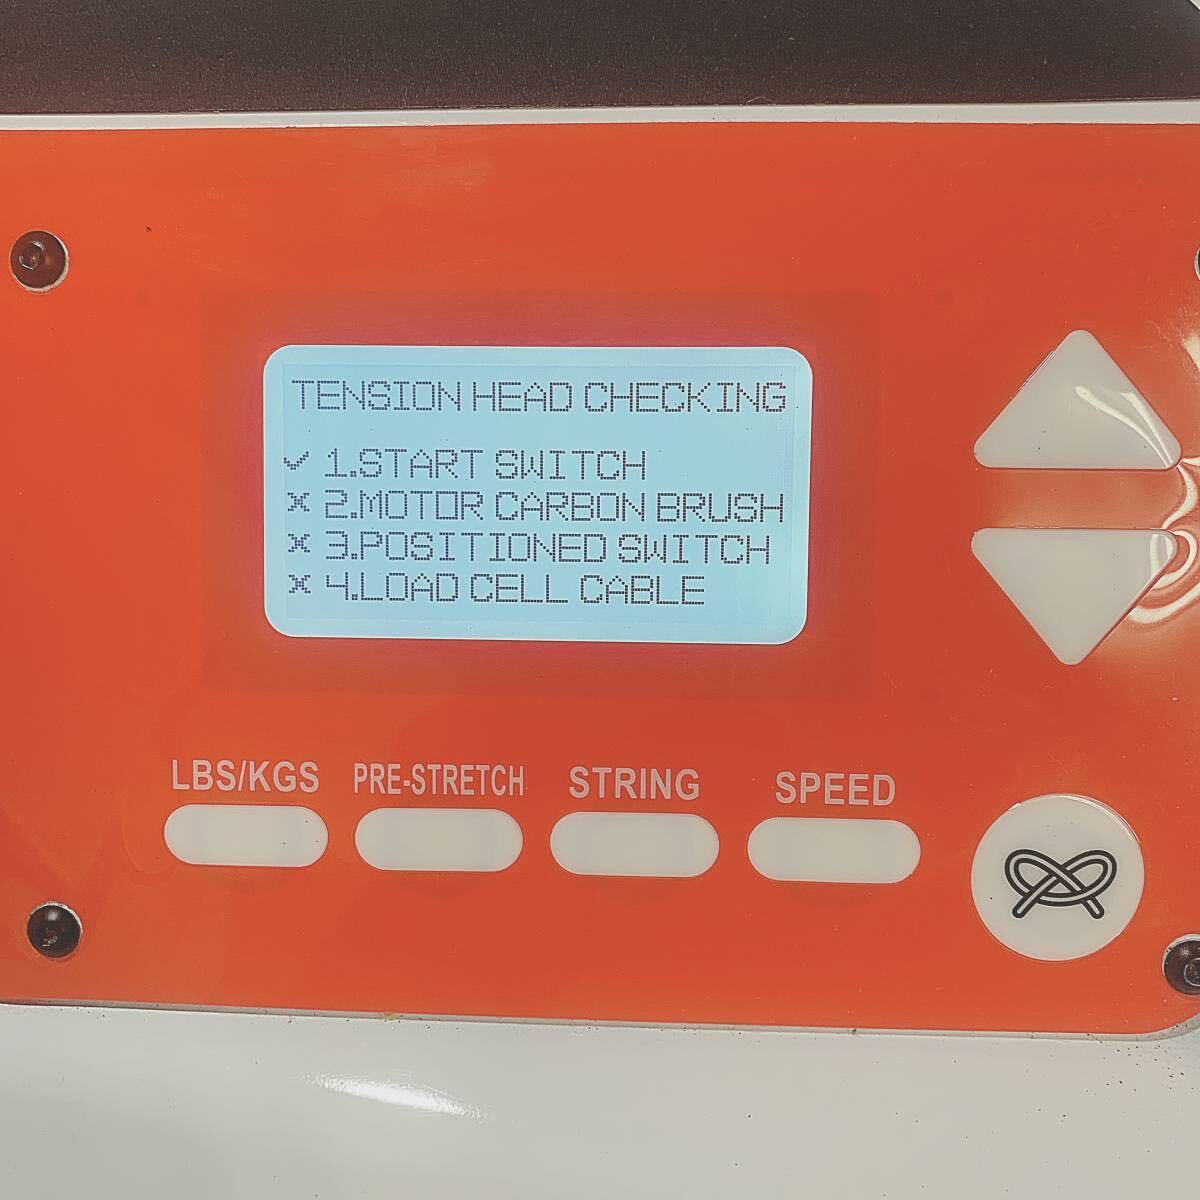 TENSION HEAD CHECKING
✓ 1.START SWITCH
✕ 2.MOTOR CARBON BRUSH
✕ 3.POSITIONED SWITCH
✕ 4.LOAD CELL CABLE
LBS/KGS PRE-STRETCH STRING SPEED